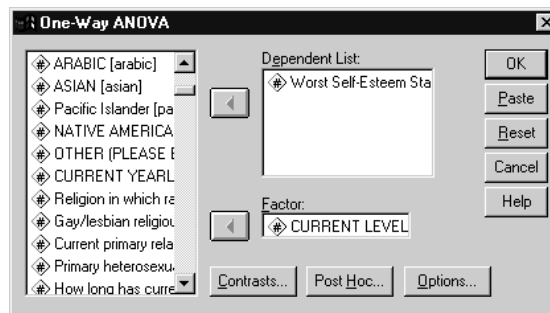 One-Way ANOVA
ARABIC [arabic]
ASIAN [asian]
Pacific Islander [pa
NATIVE AMERICA
OTHER (PLEASE E
CURRENT YEARL
Religion in which ra
Gay/lesbian religiou
Current primary rela
Primary heterosexu
How long has curre
Dependent List:
Worst Self-Esteem Sta
Factor:
CURRENT LEVEL
OK
Paste
Reset
Cancel
Help
Contrasts...
Post Hoc...
Options...